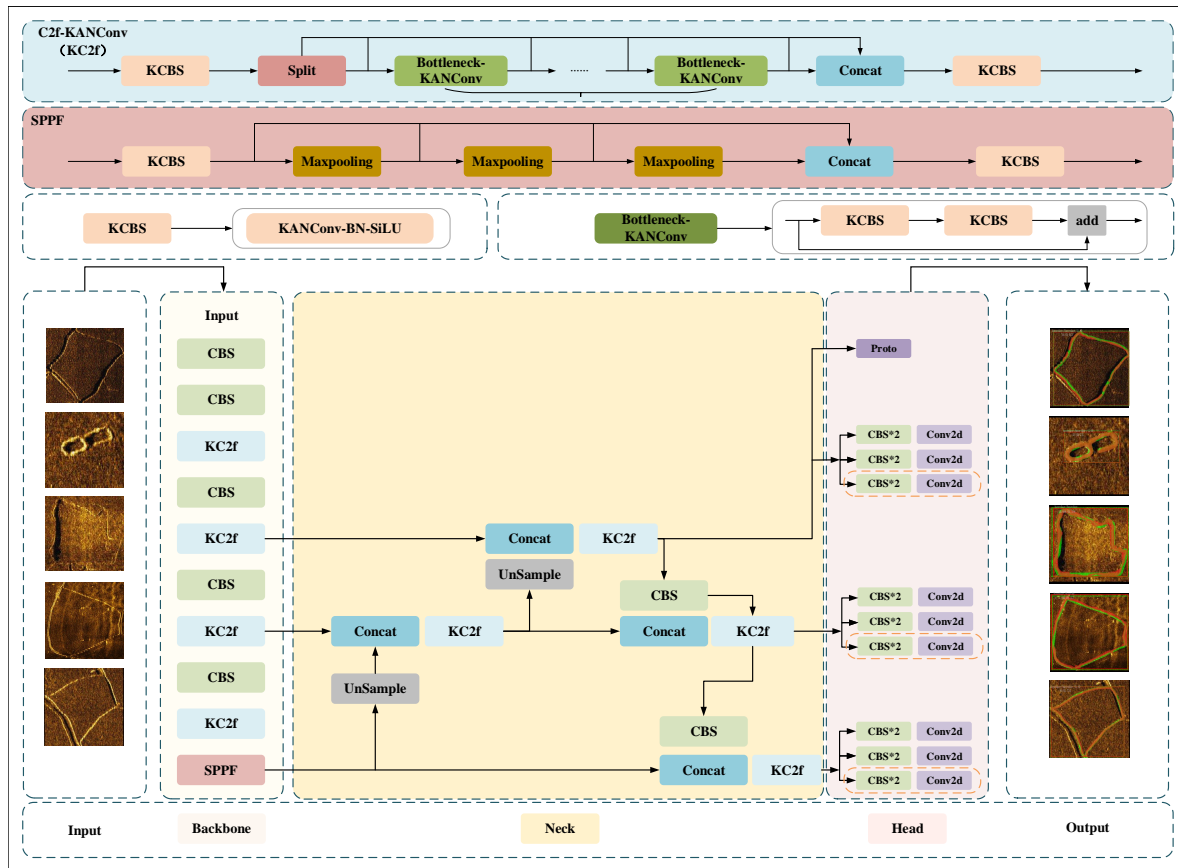 C2f-KANConv
（KC2f）
KCBS
Split
Bottleneck-
KANConv
......
Bottleneck-
KANConv
Concat
KCBS
SPPF
KCBS
Maxpooling
Maxpooling
Maxpooling
Concat
KCBS
KCBS
KANConv-BN-SiLU
Bottleneck-
KANConv
KCBS
KCBS
add
Input
CBS
CBS
KC2f
CBS
KC2f
CBS
KC2f
CBS
KC2f
SPPF
Concat
KC2f
UnSample
CBS
Concat
KC2f
Concat
KC2f
UnSample
CBS
Concat
KC2f
Proto
CBS*2
Conv2d
CBS*2
Conv2d
CBS*2
Conv2d
CBS*2
Conv2d
CBS*2
Conv2d
CBS*2
Conv2d
CBS*2
Conv2d
CBS*2
Conv2d
CBS*2
Conv2d
Input
Backbone
Neck
Head
Output